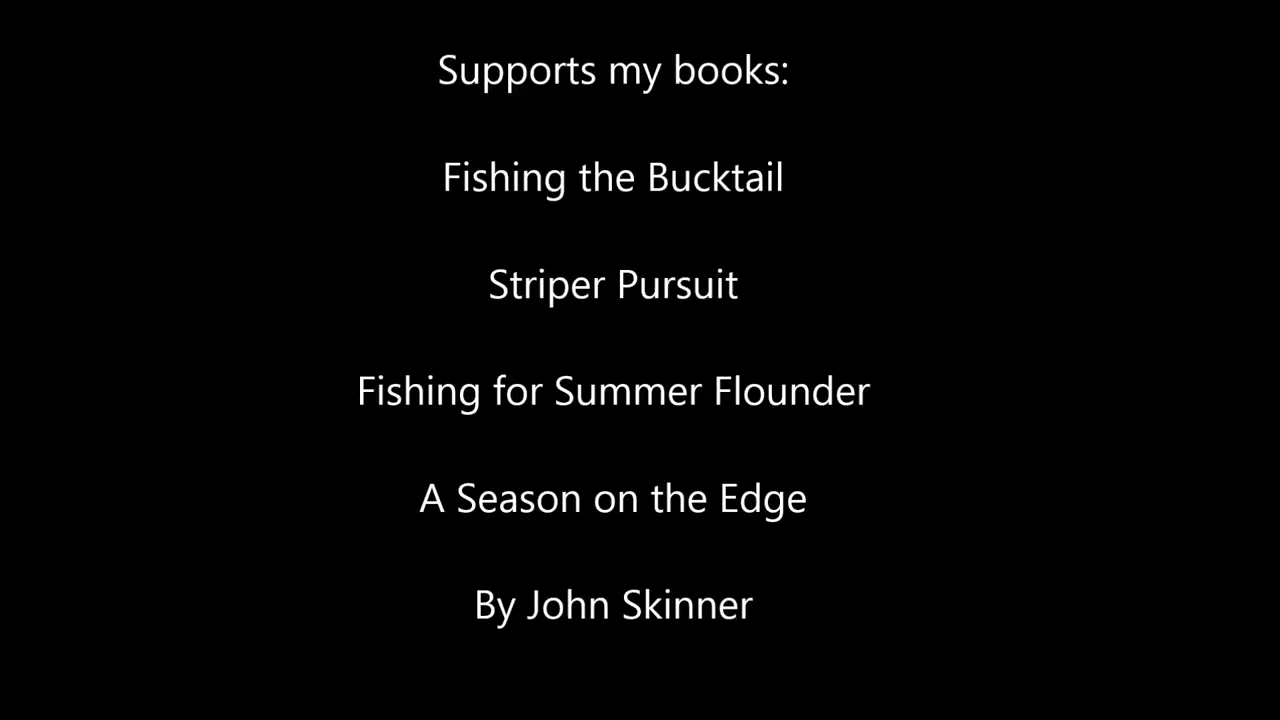 Supports my books:
Fishing the Bucktail
Striper Pursuit
Fishing for Summer Flounder
A Season on the Edge
By John Skinner